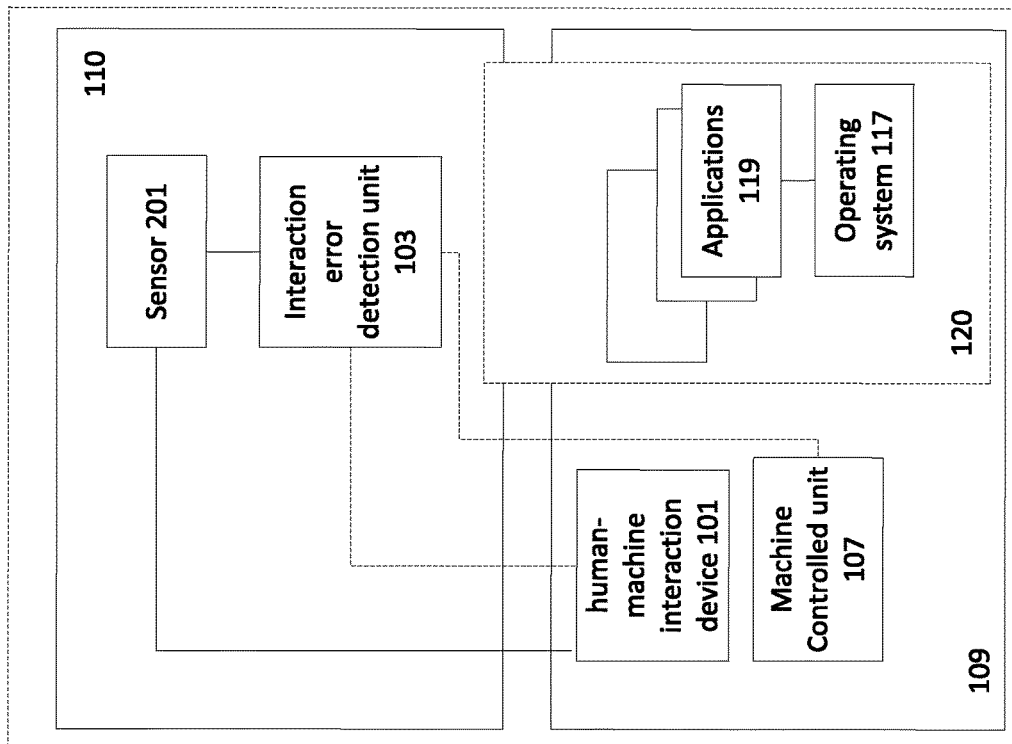 110
Sensor 201
Interaction
error
detection unit
103
human-
machine
interaction
device 101
Machine
Controlled unit
107
109
Applications
119
Operating
system 117
120